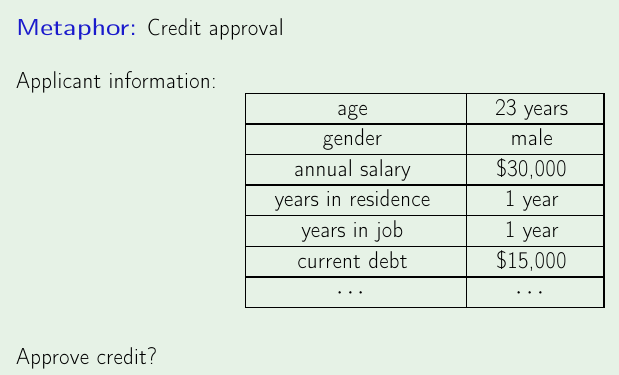 Metaphor: Credit approval
Applicant information:
age 23 years
gender male
annual salary $30,000
years in residence 1 year
years in job 1 year
current debt $15,000
··· ···
Approve credit?